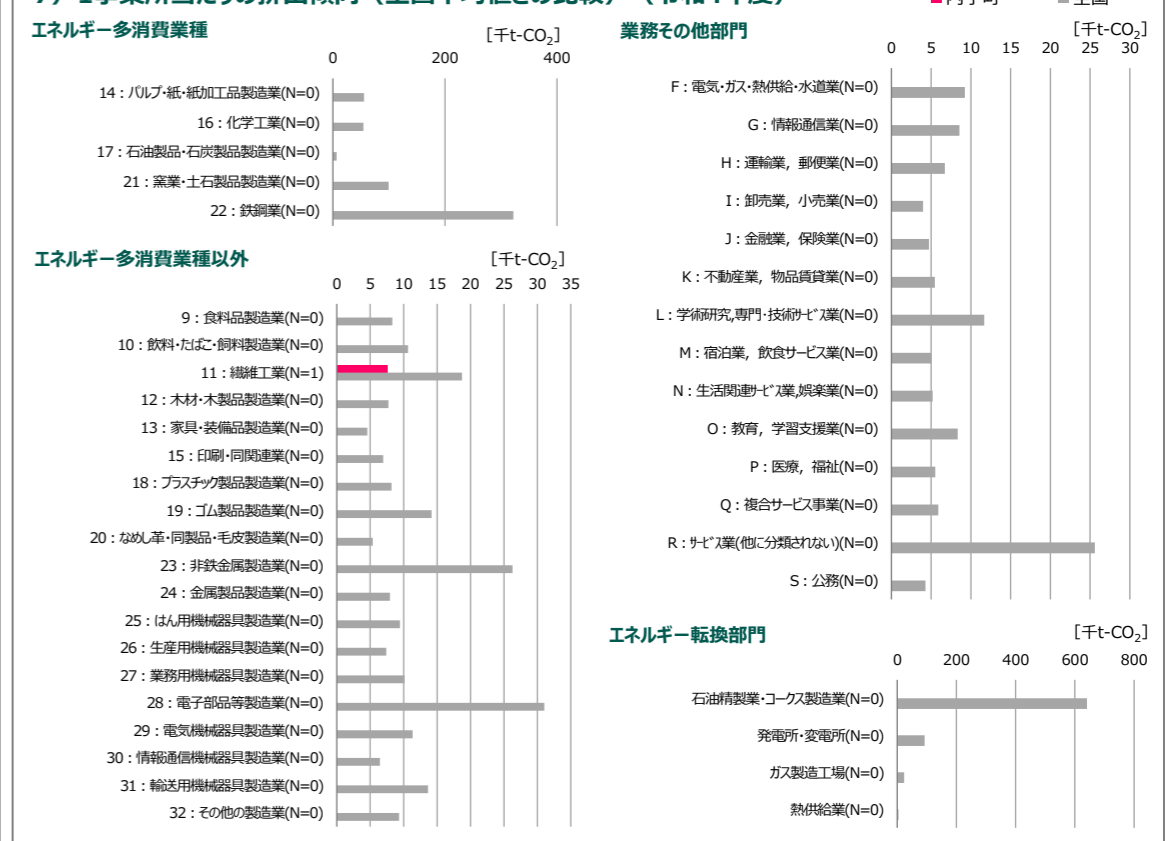 エネルギー多消費業種
[千t-CO2]
0 200 400
14：パルプ・紙・紙加工品製造業(N=0)
16：化学工業(N=0)
17：石油製品・石炭製品製造業(N=0)
21：窯業・土石製品製造業(N=0)
22：鉄鋼業(N=0)
エネルギー多消費業種以外
[千t-CO2]
0 5 10 15 20 25 30 35
9：食料品製造業(N=0)
10：飲料・たばこ・飼料製造業(N=0)
11：繊維工業(N=1)
12：木材・木製品製造業(N=0)
13：家具・装備品製造業(N=0)
15：印刷・同関連業(N=0)
18：プラスチック製品製造業(N=0)
19：ゴム製品製造業(N=0)
20：なめし革・同製品・毛皮製造業(N=0)
23：非鉄金属製造業(N=0)
24：金属製品製造業(N=0)
25：はん用機械器具製造業(N=0)
26：生産用機械器具製造業(N=0)
27：業務用機械器具製造業(N=0)
28：電子部品等製造業(N=0)
29：電気機械器具製造業(N=0)
30：情報通信機械器具製造業(N=0)
31：輸送用機械器具製造業(N=0)
32：その他の製造業(N=0)
業務その他部門
[千t-CO2]
0 5 10 15 20 25 30
F：電気・ガス・熱供給・水道業(N=0)
G：情報通信業(N=0)
H：運輸業，郵便業(N=0)
I：卸売業，小売業(N=0)
J：金融業，保険業(N=0)
K：不動産業，物品賃貸業(N=0)
L：学術研究,専門・技術ｻｰﾋﾞｽ業(N=0)
M：宿泊業，飲食サービス業(N=0)
N：生活関連ｻｰﾋﾞｽ業,娯楽業(N=0)
O：教育，学習支援業(N=0)
P：医療，福祉(N=0)
Q：複合サービス事業(N=0)
R：ｻｰﾋﾞｽ業(他に分類されない)(N=0)
S：公務(N=0)
エネルギー転換部門
[千t-CO2]
0 200 400 600 800
石油精製業・コークス製造業(N=0)
発電所・変電所(N=0)
ガス製造工場(N=0)
熱供給業(N=0)